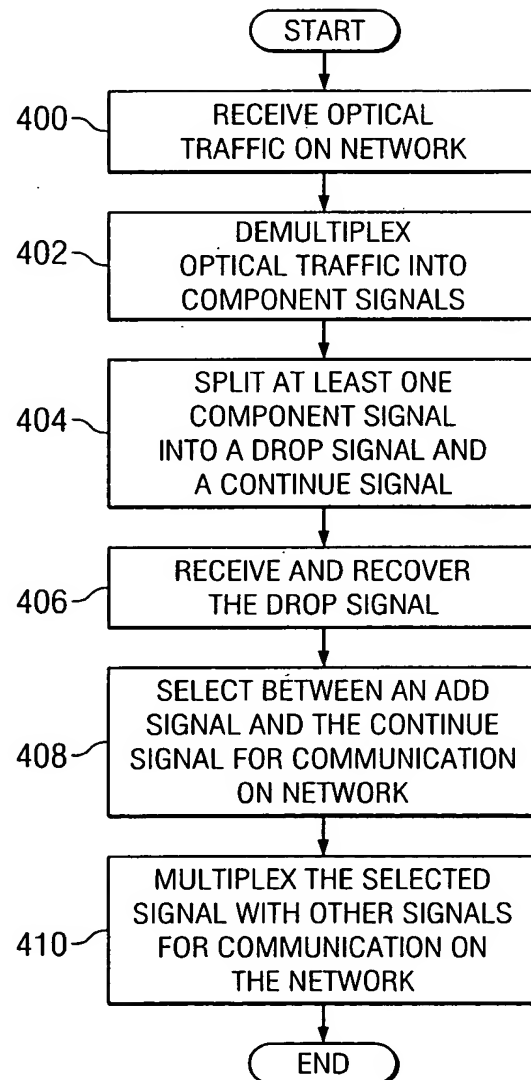 START
400
RECEIVE OPTICAL
TRAFFIC ON NETWORK
402
DEMULTIPLEX
OPTICAL TRAFFIC INTO
COMPONENT SIGNALS
404
SPLIT AT LEAST ONE
COMPONENT SIGNAL
INTO A DROP SIGNAL AND
A CONTINUE SIGNAL
406
RECEIVE AND RECOVER
THE DROP SIGNAL
408
SELECT BETWEEN AN ADD
SIGNAL AND THE CONTINUE
SIGNAL FOR COMMUNICATION
ON NETWORK
410
MULTIPLEX THE SELECTED
SIGNAL WITH OTHER SIGNALS
FOR COMMUNICATION ON
THE NETWORK
END